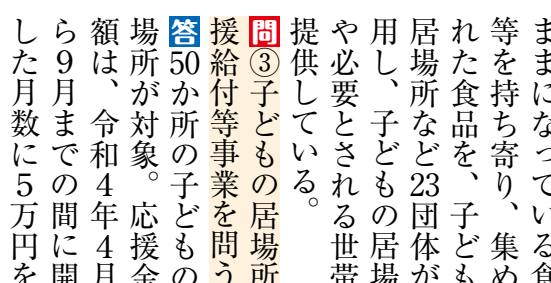 ままになっている食
等を持ち寄り、集め
れた食品を、子ども
居場所など23団体が
用し、子どもの居場
や必要とされる世帯
提供している。
問③子どもの居場所
援給付等事業を問う
答50か所の子どもの
場所が対象。応援金
額は、令和4年4月
ら9月までの間に開
した月数に5万円を